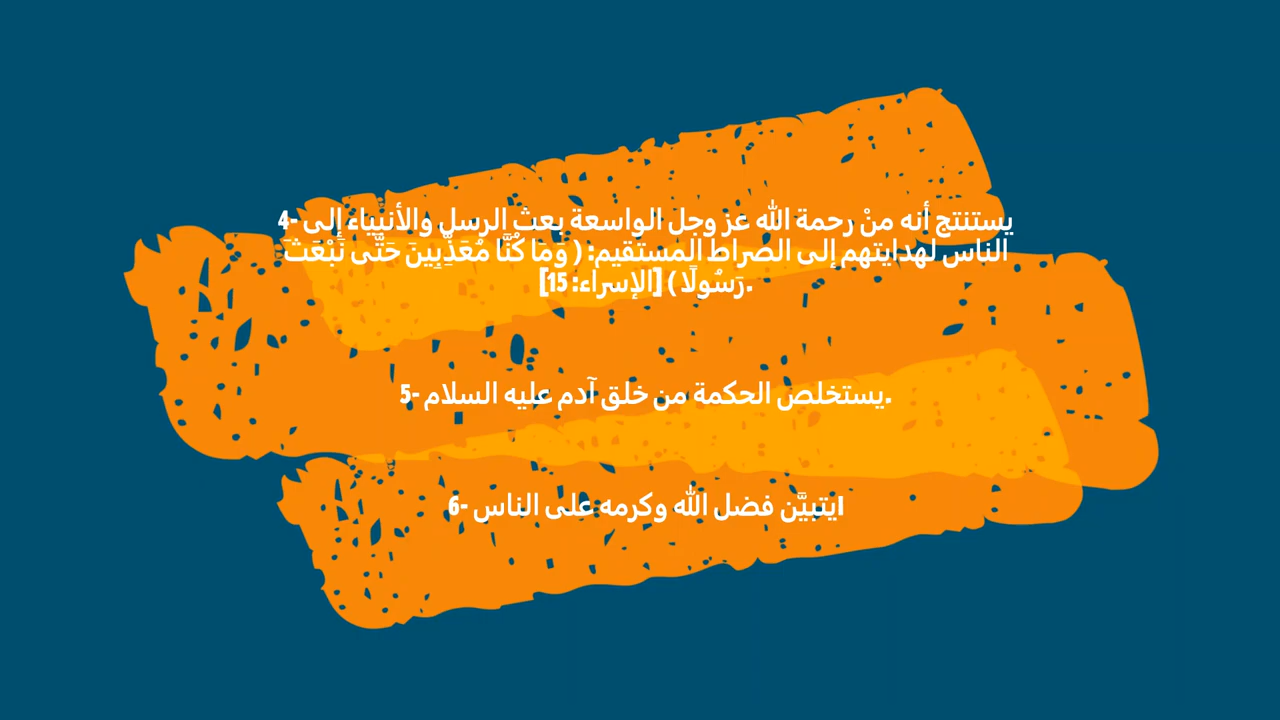 4- يستنتج أنه منْ رحمة الله عز وجل الواسعة بعث الرسل والأنبياء إلى
الناس لهدايتهم إلى الصراط المستقيم: ( وَمَا كُنَّا مُعَذِّبِينَ حَتَّى نَبْعَثَ
رَسُولًا ) [الإسراء: 15].
5- يستخلص الحكمة من خلق آدم عليه السلام.
6- يتبيَّن فضل الله وكرمه على الناس